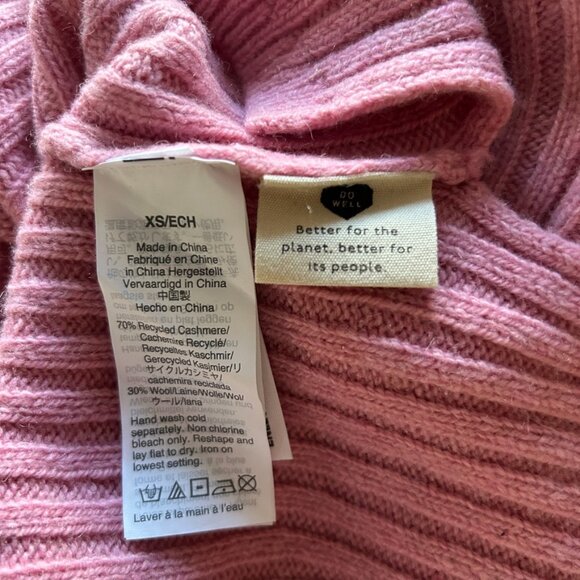 XS/ECH
Made in China
Fabriqué en Chine
in China Hergestellt
Vervaardigd in China
中国製
Hecho en China
70% Recycled Cashmere/
Cachemire Recyclé/
Recyceltes Kaschmir/
Gerecycled Kasjmier/リ
サイクルカシミヤ/
cachemira reciclada
30% Wool/Laine/Wolle/Wol/
ウール/lana
Hand wash cold
separately. Non chlorine
bleach only. Reshape and
lay flat to dry. Iron on
lowest setting.
Laver à la main à l'eau
DO
WELL
Better for the
planet, better for
its people.